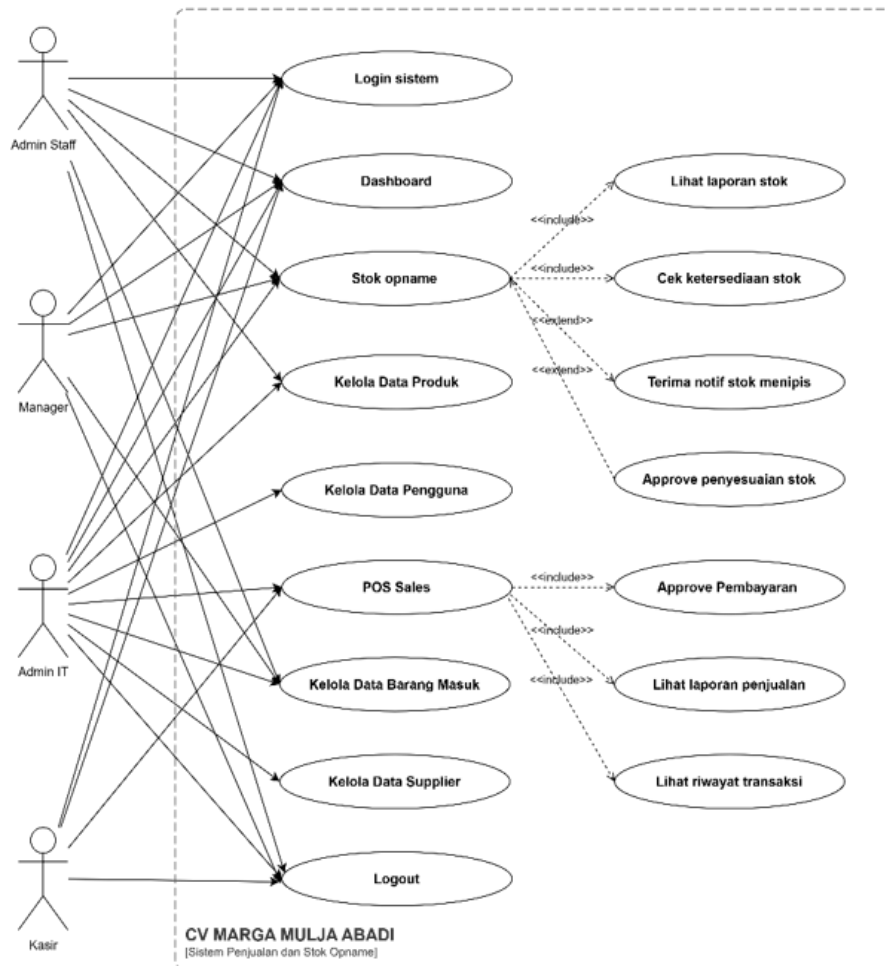 Admin Staff
Login sistem
Dashboard
Lihat laporan stok
<<include>>
Stok opname
<<include>>
Cek ketersediaan stok
Manager
<<extend>>
Kelola Data Produk
<<extend>>
Terima notif stok menipis
Kelola Data Pengguna
Approve penyesuaian stok
Admin IT
POS Sales
<<include>>
Approve Pembayaran
<<include>>
Kelola Data Barang Masuk
<<include>>
Lihat laporan penjualan
Kelola Data Supplier
Lihat riwayat transaksi
Kasir
Logout
CV MARGA MULJA ABADI
[Sistem Penjualan dan Stok Opname]